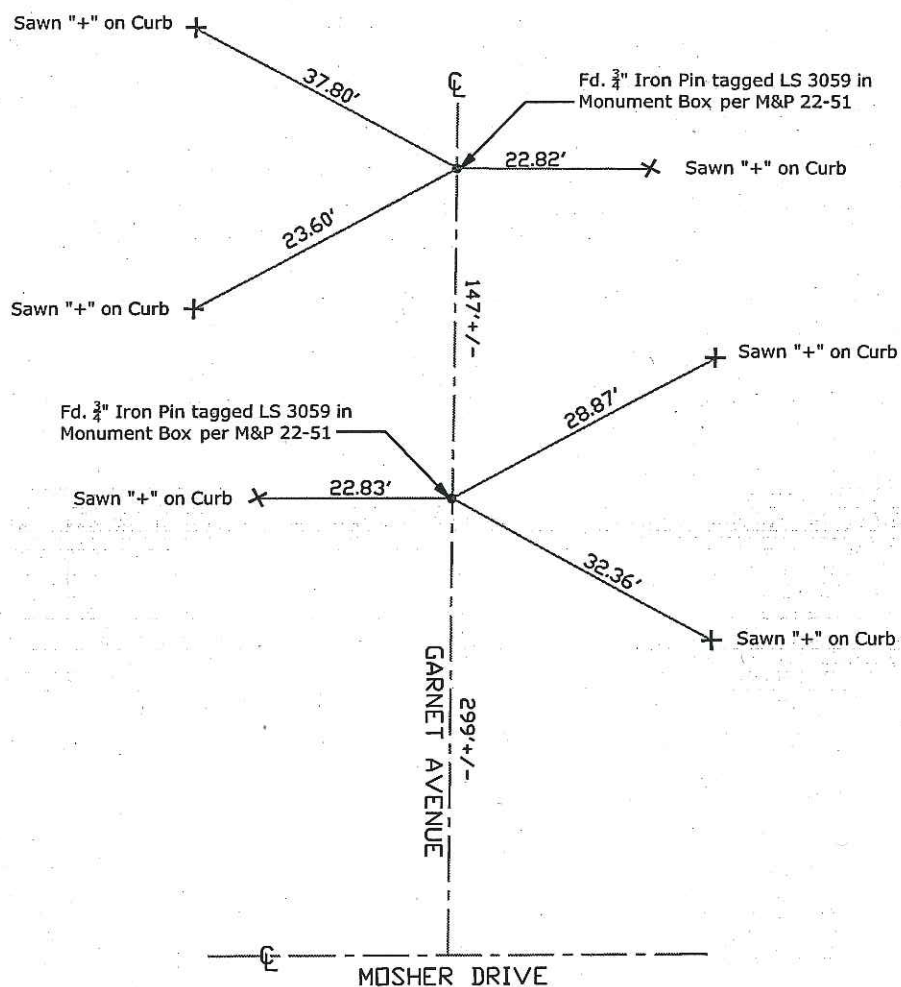 Sawn "+" on Curb
37.80'
℄
Fd. ¾" Iron Pin tagged LS 3059 in
Monument Box per M&P 22-51
22.82'
Sawn "+" on Curb
23.60'
Sawn "+" on Curb
147'+/-
Sawn "+" on Curb
28.87'
Fd. ¾" Iron Pin tagged LS 3059 in
Monument Box per M&P 22-51
Sawn "+" on Curb
22.83'
32.36'
Sawn "+" on Curb
GARNET AVENUE
299'+/-
℄
MOSHER DRIVE